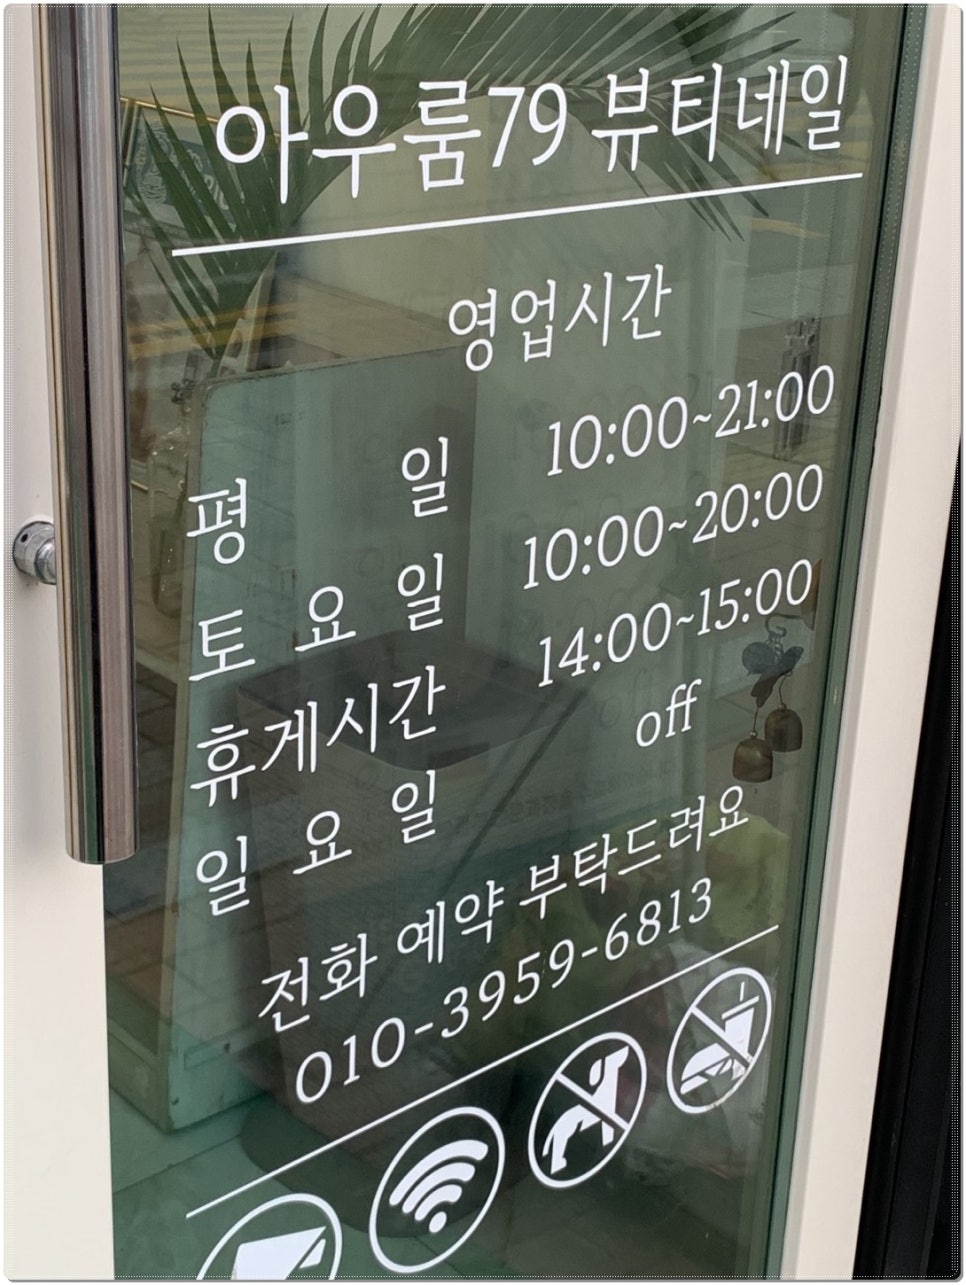 아우룸79 뷰티네일
영업시간
평 일 10:00~21:00
토 요 일 10:00~20:00
휴게시간 14:00~15:00
일 요 일 off
전화 예약 부탁드려요
010-3959-6813